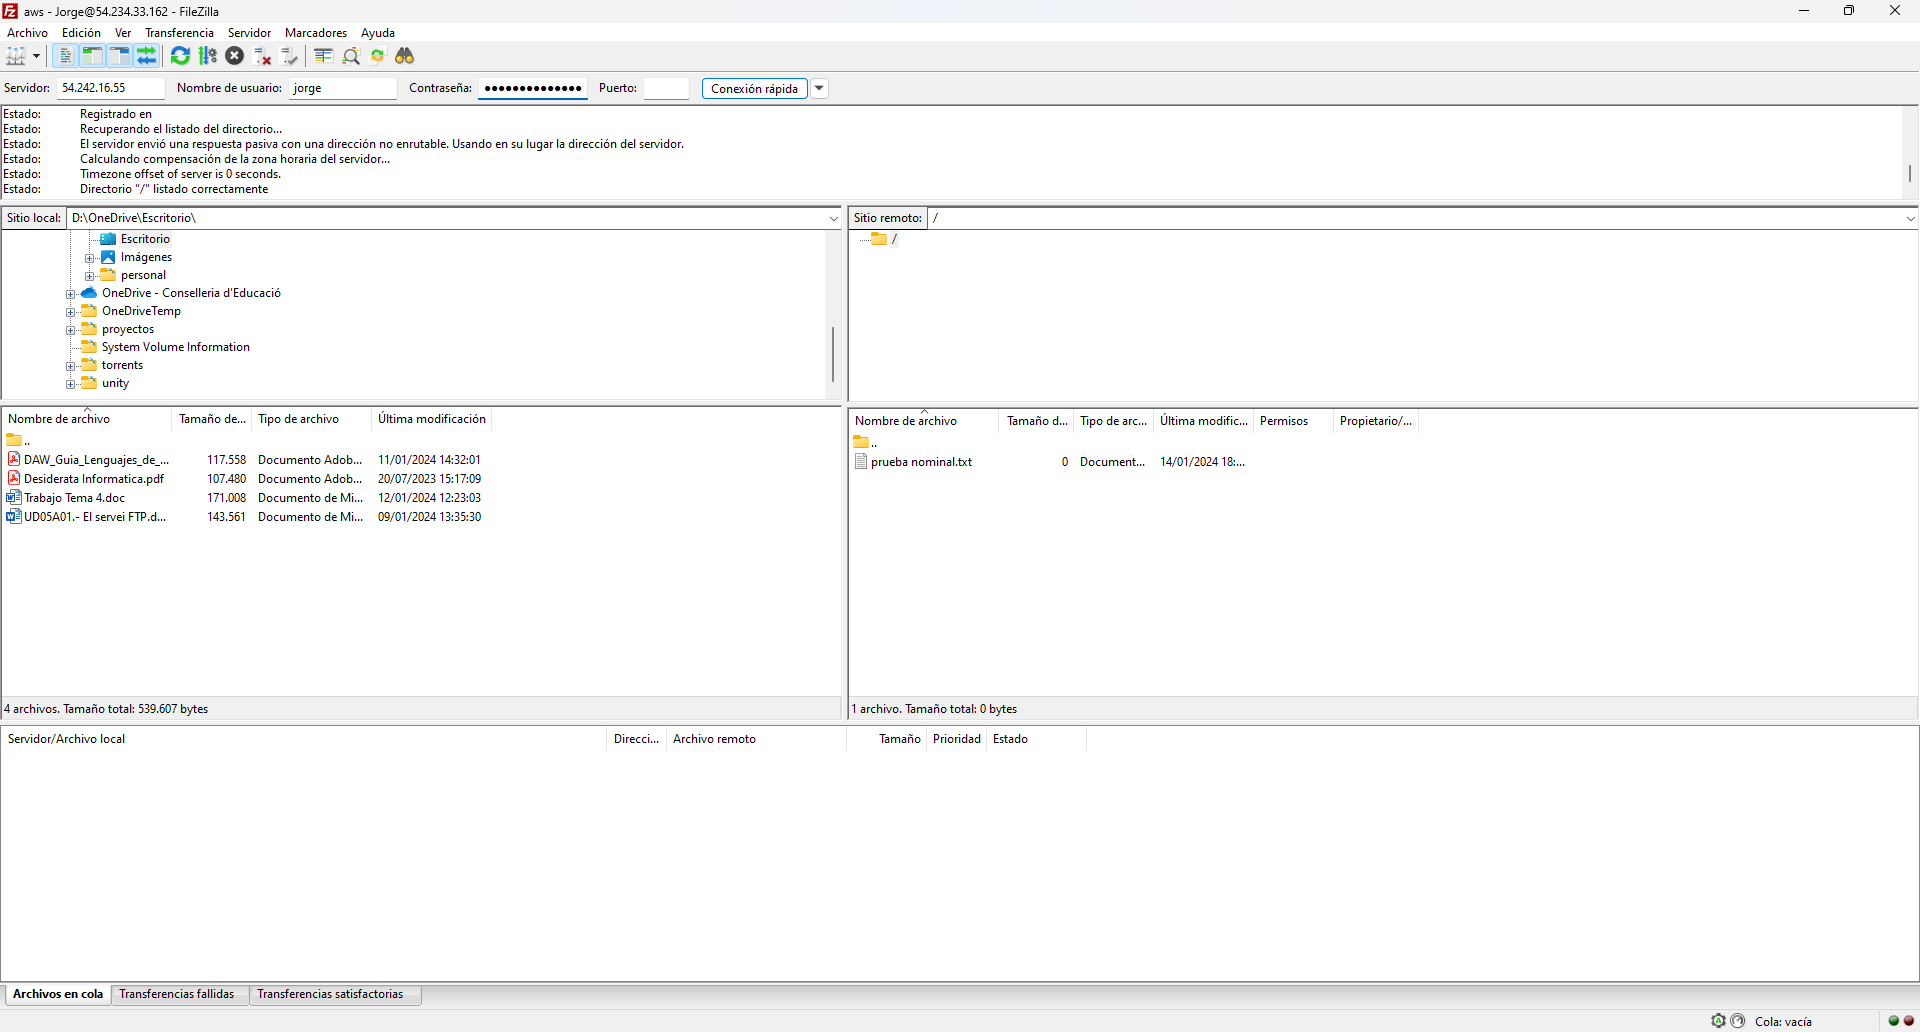 aws - Jorge@54.234.33.162 - FileZilla
Archivo Edición Ver Transferencia Servidor Marcadores Ayuda
Servidor: 54.242.16.55 Nombre de usuario: jorge Contraseña: ●●●●●●●●●●●●●● Puerto: Conexión rápida
Estado: Registrado en
Estado: Recuperando el listado del directorio...
Estado: El servidor envió una respuesta pasiva con una dirección no enrutable. Usando en su lugar la dirección del servidor.
Estado: Calculando compensación de la zona horaria del servidor...
Estado: Timezone offset of server is 0 seconds.
Estado: Directorio "/" listado correctamente
Sitio local: D:\OneDrive\Escritorio\
Escritorio
Imágenes
personal
OneDrive - Conselleria d'Educació
OneDriveTemp
proyectos
System Volume Information
torrents
unity
Nombre de archivo Tamaño de... Tipo de archivo Última modificación
..
DAW_Guia_Lenguajes_de_... 117.558 Documento Adob... 11/01/2024 14:32:01
Desiderata Informatica.pdf 107.480 Documento Adob... 20/07/2023 15:17:09
Trabajo Tema 4.doc 171.008 Documento de Mi... 12/01/2024 12:23:03
UD05A01.- El servei FTP.d... 143.561 Documento de Mi... 09/01/2024 13:35:30
4 archivos. Tamaño total: 539.607 bytes
Sitio remoto: /
/
Nombre de archivo Tamaño d... Tipo de arc... Última modific... Permisos Propietario/...
..
prueba nominal.txt 0 Document... 14/01/2024 18:...
1 archivo. Tamaño total: 0 bytes
Servidor/Archivo local Direcci... Archivo remoto Tamaño Prioridad Estado
Archivos en cola Transferencias fallidas Transferencias satisfactorias
Cola: vacía